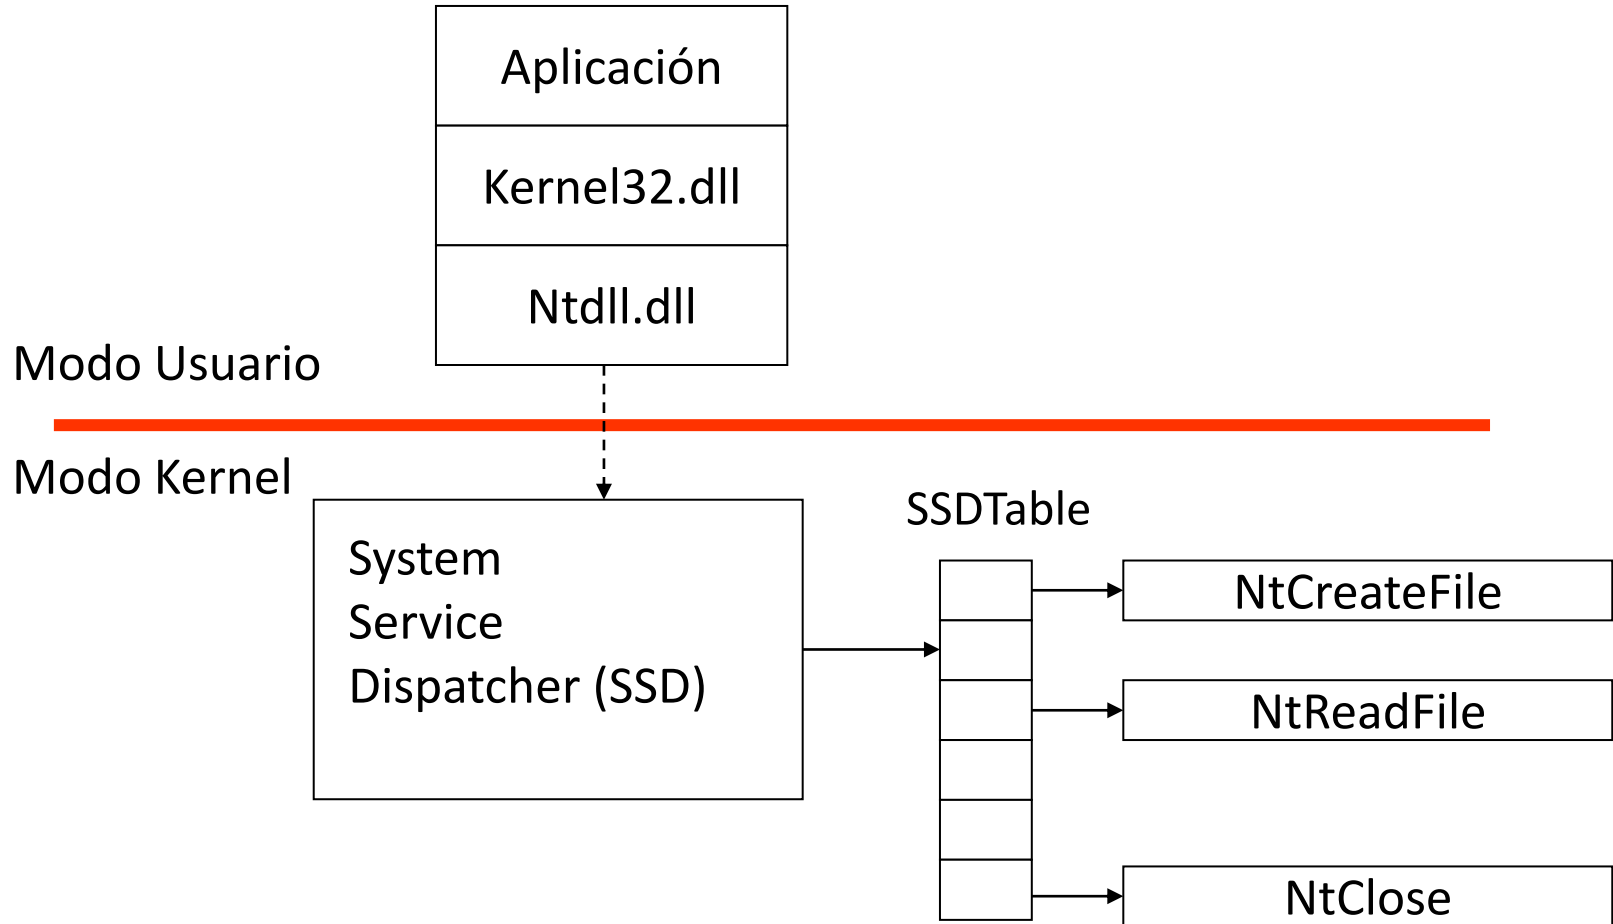 Aplicación
Kernel32.dll
Ntdll.dll
Modo Usuario
Modo Kernel
System
Service
Dispatcher (SSD)
SSDTable
NtCreateFile
NtReadFile
NtClose